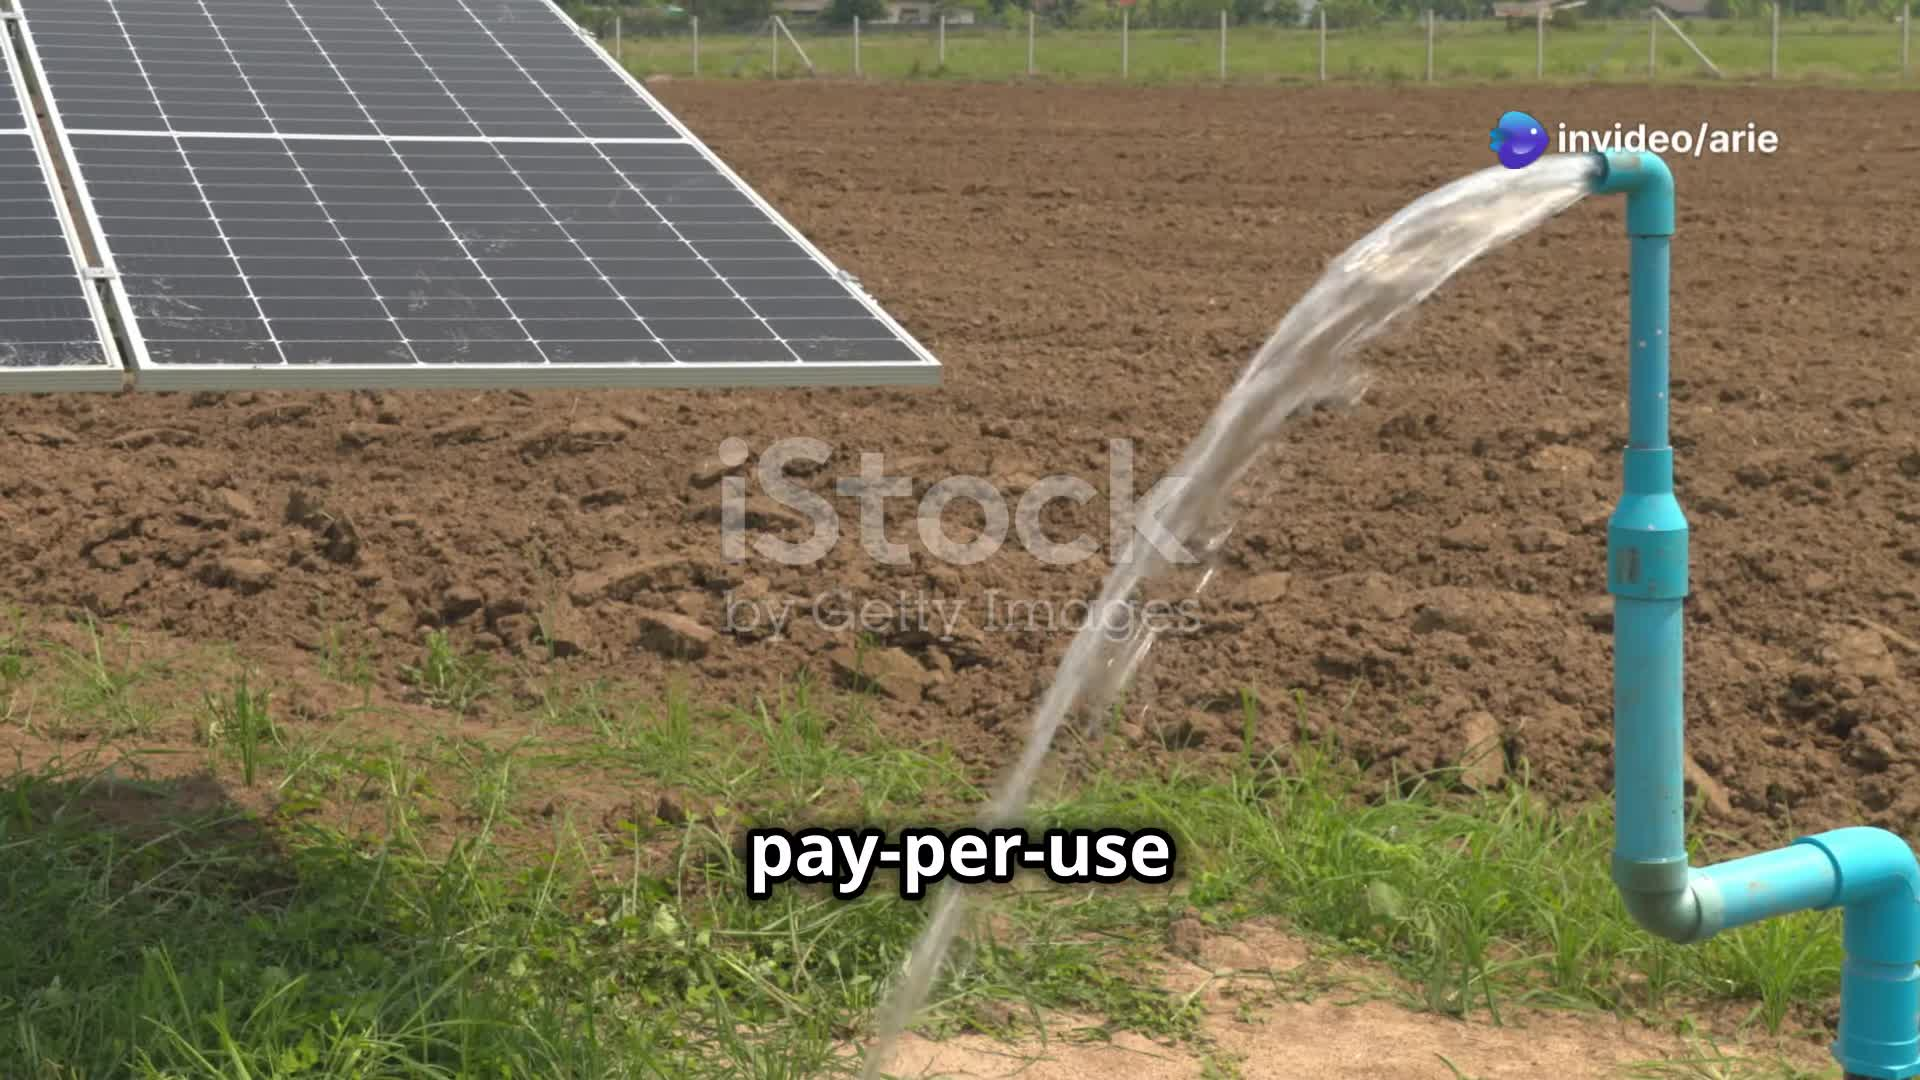 invideo/arie
iStock
by Getty Images
pay-per-use